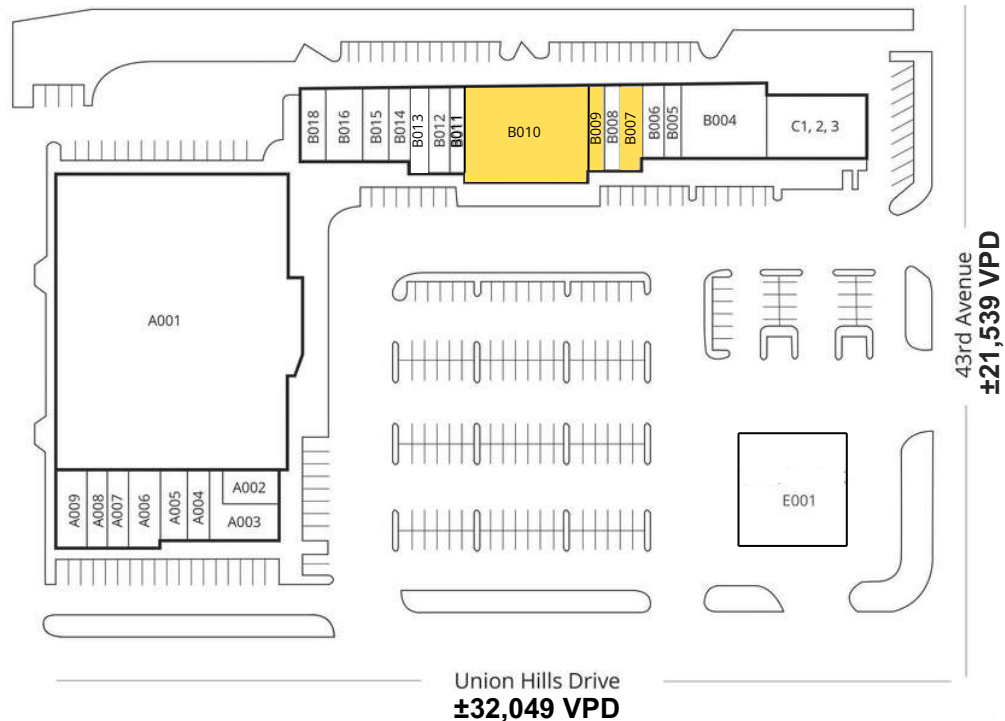 B018
B016
B015
B014
B013
B012
B011
B010
B009
B008
B007
B006
B005
B004
C1, 2, 3
A001
43rd Avenue
±21,539 VPD
A009
A008
A007
A006
A005
A004
A002
A003
E001
Union Hills Drive
±32,049 VPD